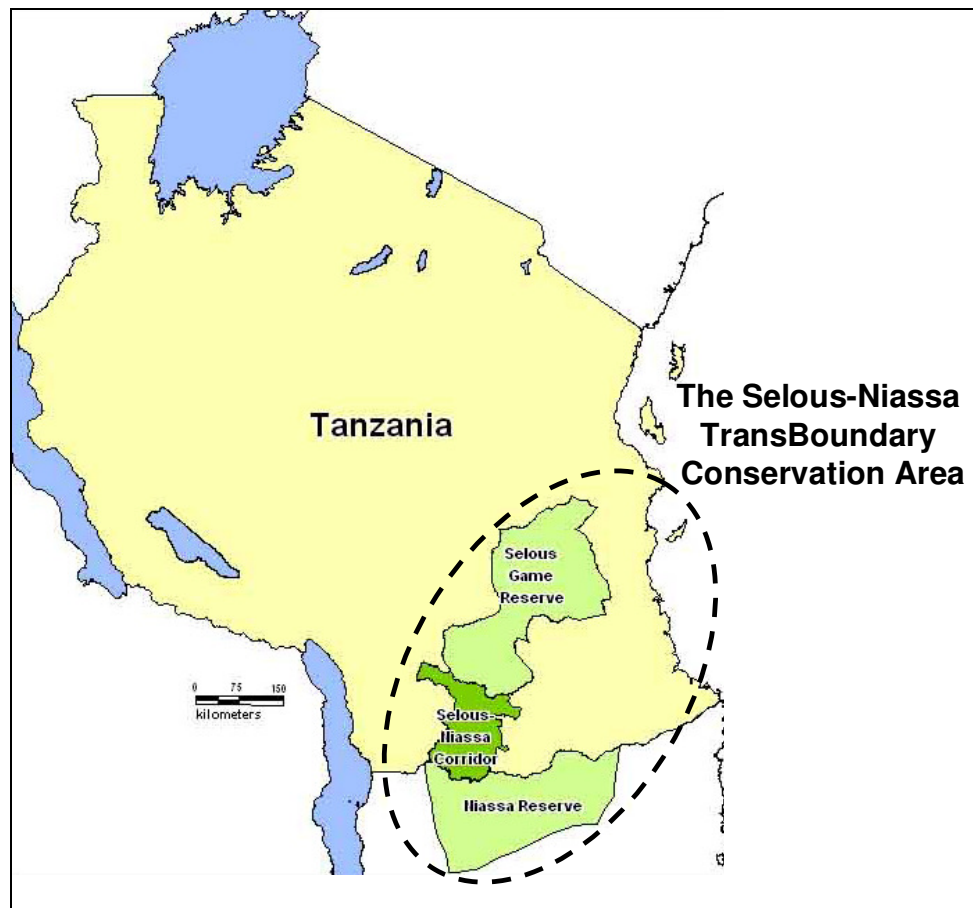 The Selous-Niassa
TransBoundary
Conservation Area
Tanzania
Selous
Game
Reserve
0 75 150
kilometers
Selous-
Niassa
Corridor
Niassa Reserve